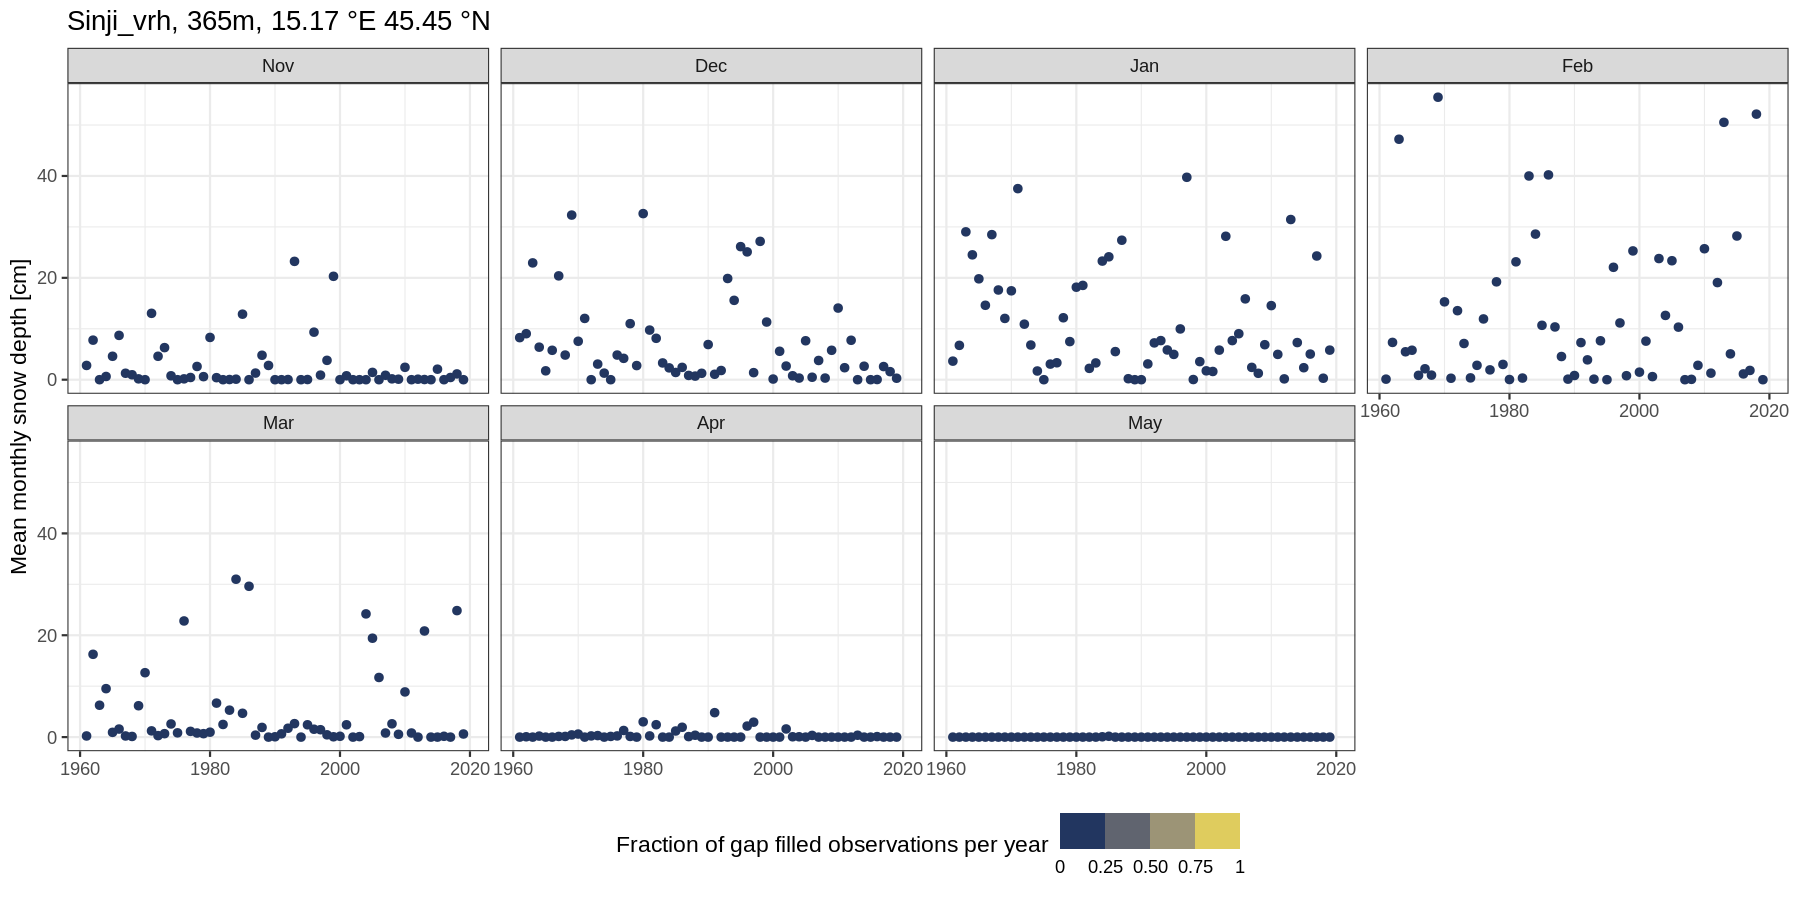 Sinji_vrh, 365m, 15.17 °E 45.45 °N
Nov
Dec
Jan
Feb
Mean monthly snow depth [cm]
40
20
0
1960 1980 2000 2020
Mar
Apr
May
40
20
0
1960 1980 2000 2020
1960 1980 2000 2020
1960 1980 2000 2020
Fraction of gap filled observations per year
0 0.25 0.50 0.75 1